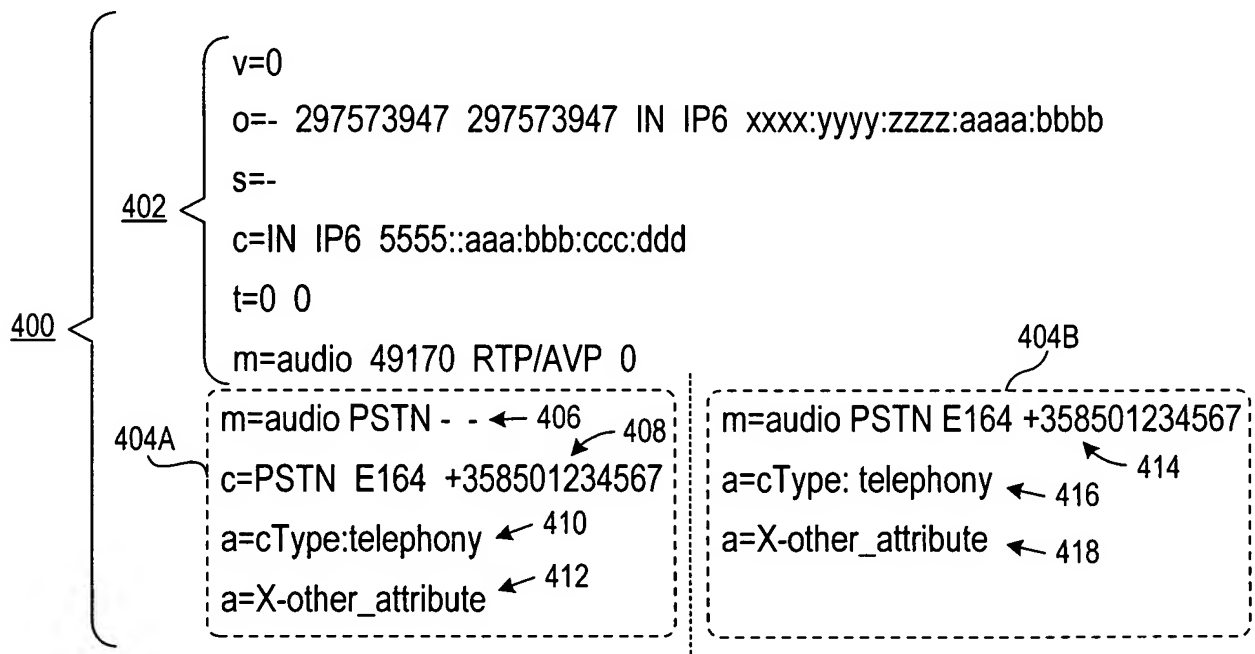 v=0
o=- 297573947 297573947 IN IP6 xxxx:yyyy:zzzz:aaaa:bbbb
s=-
402
c=IN IP6 5555::aaa:bbb:ccc:ddd
t=0 0
400
m=audio 49170 RTP/AVP 0
404A
m=audio PSTN - - 406
408
c=PSTN E164 +358501234567
a=cType:telephony 410
a=X-other_attribute 412
404B
m=audio PSTN E164 +358501234567
414
a=cType: telephony 416
a=X-other_attribute 418